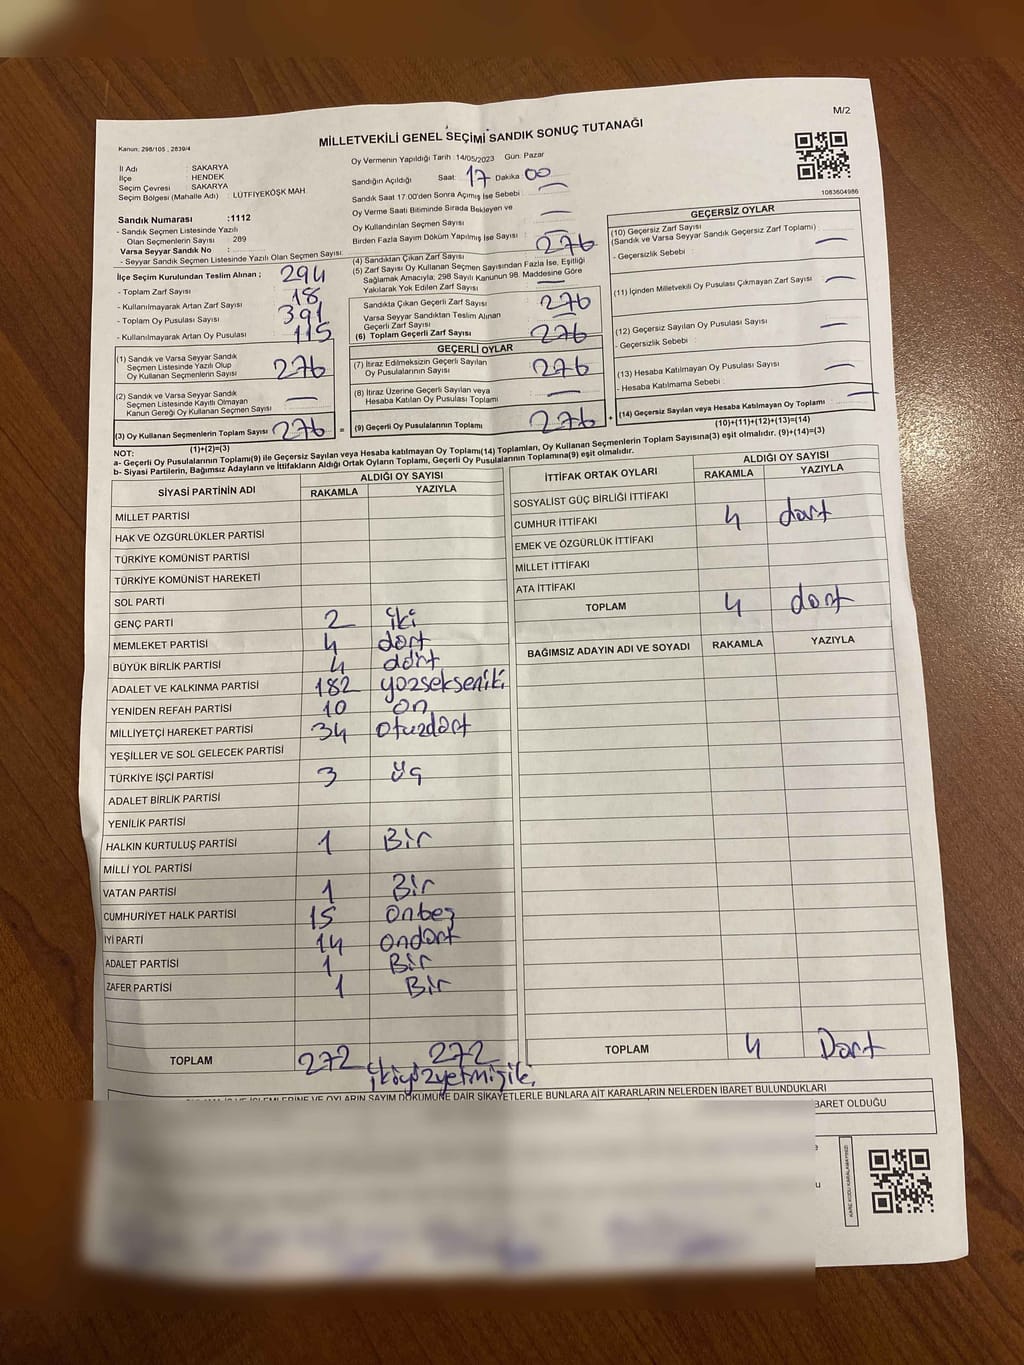 M/2
MİLLETVEKİLİ GENEL SEÇİMİ SANDIK SONUÇ TUTANAĞI
Kanun: 298/105 , 2839/4
İl Adı : SAKARYA
İlçe : HENDEK
Seçim Çevresi : SAKARYA
Seçim Bölgesi (Mahalle Adı) : LÜTFİYEKÖŞK MAH.
Sandık Numarası :1112
- Sandık Seçmen Listesinde Yazılı
Olan Seçmenlerin Sayısı : 289
Varsa Seyyar Sandık No :
- Seyyar Sandık Seçmen Listesinde Yazılı Olan Seçmen Sayısı:
İlçe Seçim Kurulundan Teslim Alınan ;
- Toplam Zarf Sayısı : 294
- Kullanılmayarak Artan Zarf Sayısı : 18
- Toplam Oy Pusulası Sayısı : 391
- Kullanılmayarak Artan Oy Pusulası : 115
(1) Sandık ve Varsa Seyyar Sandık
Seçmen Listesinde Yazılı Olup
Oy Kullanan Seçmenlerin Sayısı : 276
(2) Sandık ve Varsa Seyyar Sandık
Seçmen Listesinde Kayıtlı Olmayan
Kanun Gereği Oy Kullanan Seçmen Sayısı : —
(3) Oy Kullanan Seçmenlerin Toplam Sayısı : 276
(1)+(2)=(3)
Oy Vermenin Yapıldığı Tarih :14/05/2023 Gün: Pazar
Sandığın Açıldığı Saat: 17 Dakika 00
Sandık Saat 17:00'den Sonra Açılmış İse Sebebi : —
Oy Verme Saati Bitiminde Sırada Bekleyen ve
Oy Kullandırılan Seçmen Sayısı : —
Birden Fazla Sayım Döküm Yapılmış İse Sayısı : —
(4) Sandıktan Çıkan Zarf Sayısı : 276
(5) Zarf Sayısı Oy Kullanan Seçmen Sayısından Fazla İse, Eşitliği
Sağlamak Amacıyla; 298 Sayılı Kanunun 98. Maddesine Göre
Yakılarak Yok Edilen Zarf Sayısı : —
Sandıkta Çıkan Geçerli Zarf Sayısı : 276
Varsa Seyyar Sandıktan Teslim Alınan
Geçerli Zarf Sayısı : —
(6) Toplam Geçerli Zarf Sayısı : 276
GEÇERLİ OYLAR
(7) İtiraz Edilmeksizin Geçerli Sayılan
Oy Pusulalarının Sayısı : 276
(8) İtiraz Üzerine Geçerli Sayılan veya
Hesaba Katılan Oy Pusulası Toplamı : —
= (9) Geçerli Oy Pusulalarının Toplamı : 276
1083604986
GEÇERSİZ OYLAR
(10) Geçersiz Zarf Sayısı
(Sandık ve Varsa Seyyar Sandık Geçersiz Zarf Toplamı) : —
- Geçersizlik Sebebi :
(11) İçinden Milletvekili Oy Pusulası Çıkmayan Zarf Sayısı : —
(12) Geçersiz Sayılan Oy Pusulası Sayısı : —
- Geçersizlik Sebebi :
(13) Hesaba Katılmayan Oy Pusulası Sayısı : —
- Hesaba Katılmama Sebebi :
+ (14) Geçersiz Sayılan veya Hesaba Katılmayan Oy Toplamı : —
(10)+(11)+(12)+(13)=(14)
NOT:
a- Geçerli Oy Pusulalarının Toplamı(9) ile Geçersiz Sayılan veya Hesaba katılmayan Oy Toplamı(14) Toplamları, Oy Kullanan Seçmenlerin Toplam Sayısına(3) eşit olmalıdır. (9)+(14)=(3)
b- Siyasi Partilerin, Bağımsız Adayların ve İttifakların Aldığı Ortak Oyların Toplamı, Geçerli Oy Pusulalarının Toplamına(9) eşit olmalıdır.
SİYASİ PARTİNİN ADI ALDIĞI OY SAYISI
RAKAMLA YAZIYLA
MİLLET PARTİSİ
HAK VE ÖZGÜRLÜKLER PARTİSİ
TÜRKİYE KOMÜNİST PARTİSİ
TÜRKİYE KOMÜNİST HAREKETİ
SOL PARTİ
GENÇ PARTİ 2 iki
MEMLEKET PARTİSİ 4 dört
BÜYÜK BİRLİK PARTİSİ 4 dört
ADALET VE KALKINMA PARTİSİ 182 yözsekseniki
YENİDEN REFAH PARTİSİ 10 on
MİLLİYETÇİ HAREKET PARTİSİ 34 otuzdört
YEŞİLLER VE SOL GELECEK PARTİSİ
TÜRKİYE İŞÇİ PARTİSİ 3 üç
ADALET BİRLİK PARTİSİ
YENİLİK PARTİSİ
HALKIN KURTULUŞ PARTİSİ 1 Bir
MİLLİ YOL PARTİSİ
VATAN PARTİSİ 1 Bir
CUMHURİYET HALK PARTİSİ 15 onbeş
İYİ PARTİ 14 ondört
ADALET PARTİSİ 1 Bir
ZAFER PARTİSİ 1 Bir
TOPLAM 272 272
ikiyüzyetmişiki
İTTİFAK ORTAK OYLARI ALDIĞI OY SAYISI
RAKAMLA YAZIYLA
SOSYALİST GÜÇ BİRLİĞİ İTTİFAKI
CUMHUR İTTİFAKI 4 dört
EMEK VE ÖZGÜRLÜK İTTİFAKI
MİLLET İTTİFAKI
ATA İTTİFAKI
TOPLAM 4 dört
BAĞIMSIZ ADAYIN ADI VE SOYADI RAKAMLA YAZIYLA
TOPLAM 4 Dört
İŞLEMLERİNE VE OYLARIN SAYIM DÖKÜMÜNE DAİR ŞİKAYETLERLE BUNLARA AİT KARARLARIN NELERDEN İBARET BULUNDUKLARI
BARET OLDUĞU
KARE KODU KARALAMAYINIZ!